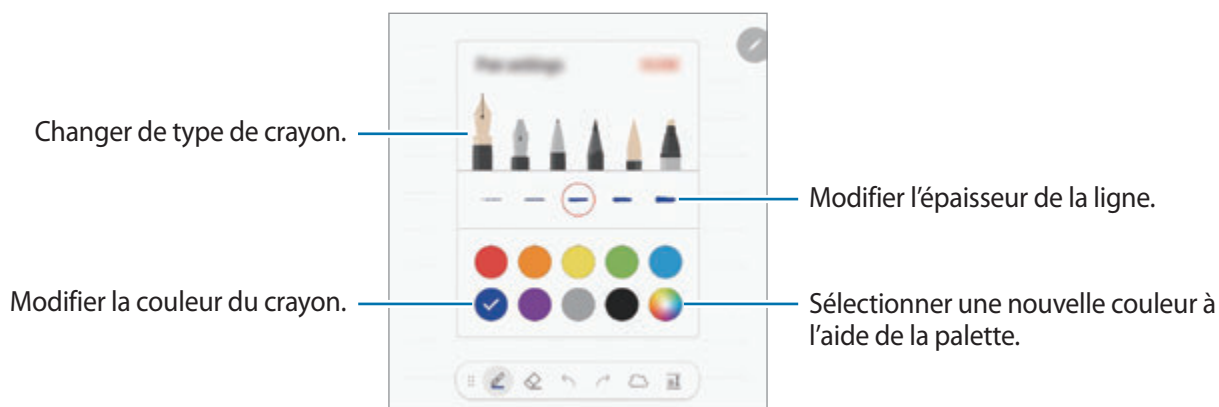 Changer de type de crayon.
Modifier l'épaisseur de la ligne.
Modifier la couleur du crayon.
Sélectionner une nouvelle couleur à
l'aide de la palette.